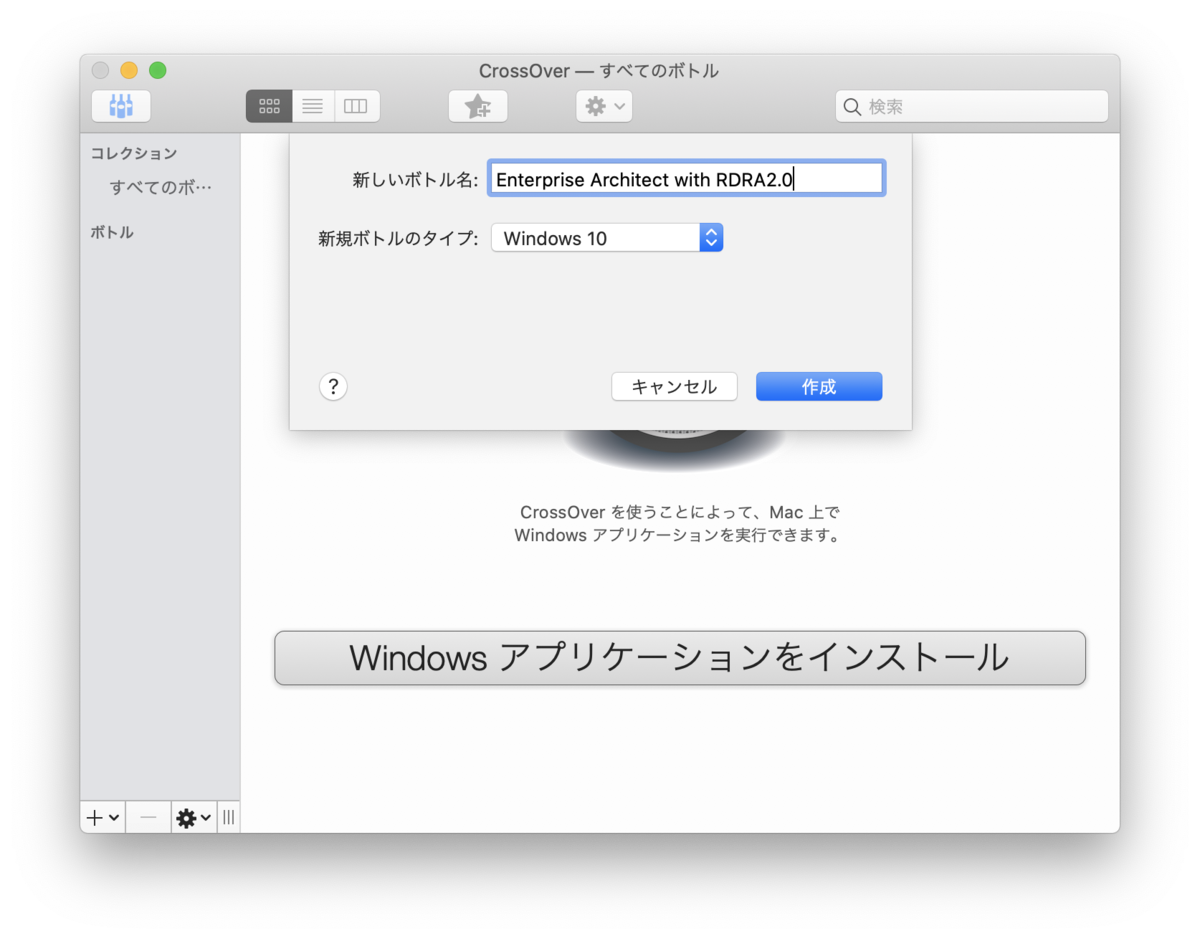 CrossOver — すべてのボトル
検索
コレクション
すべてのボ…
ボトル
新しいボトル名: Enterprise Architect with RDRA2.0
新規ボトルのタイプ: Windows 10
? キャンセル 作成
CrossOver を使うことによって、Mac 上で
Windows アプリケーションを実行できます。
Windows アプリケーションをインストール